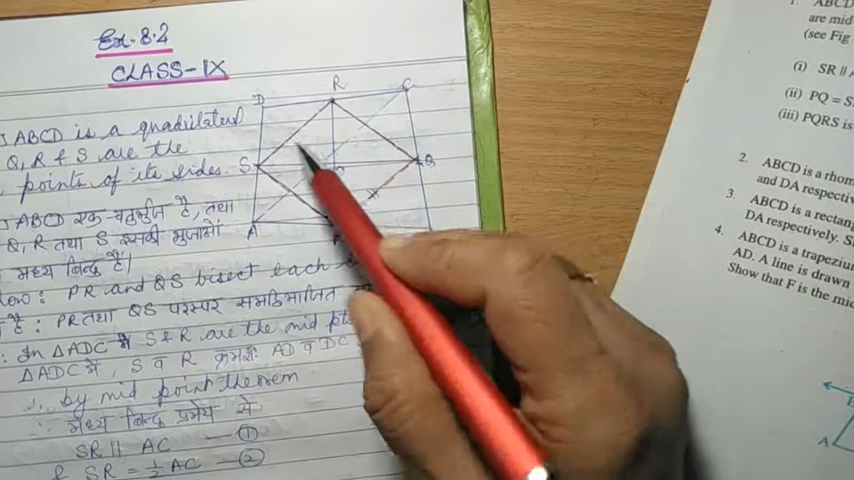 Ex. 8.2
CLASS-IX
ABCD is a quadrilateral
Q, R & S are the
points of its sides.
ABCD एक चतुर्भुज है, तथा
Q, R तथा S इसकी भुजाओं
मध्य बिन्दु हैं।
: PR and QS bisect each
है : PR तथा QS परस्पर समद्विभाजित
: In △ADC में S & R are the mid
△ADC में, S व R क्रमशः AD व DC
∴ by mid point theorem
मध्य बिन्दु प्रमेय से
SR || AC — ①
& SR = ½ AC — ②
D R C
S B
A
1. ABCD
are mid
(see Fig
(i) SR ||
(ii) PQ = S
(iii) PQRS
2. ABCD is a rhom
and DA respectiv
3. ABCD is a rectang
DA respectively. S
4. ABCD is a trapeziu
AD. A line is drawn
Show that F is the mid
A